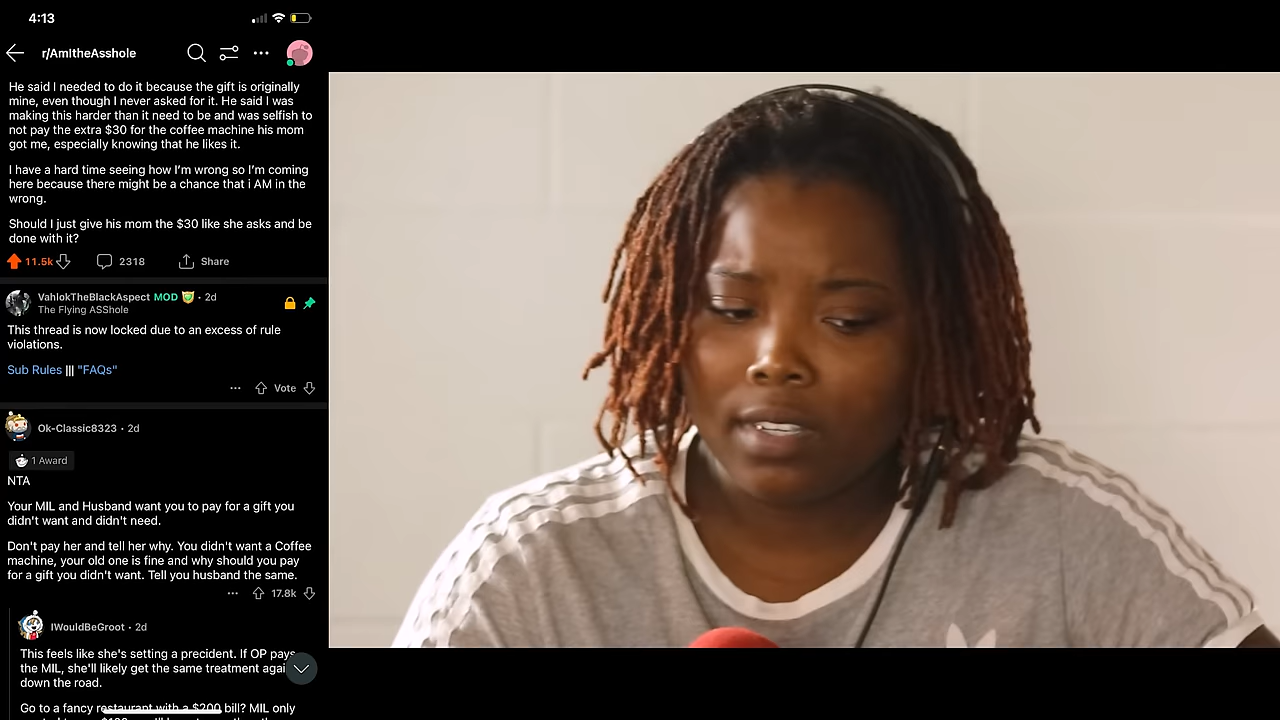 4:13
r/AmItheAsshole
He said I needed to do it because the gift is originally
mine, even though I never asked for it. He said I was
making this harder than it need to be and was selfish to
not pay the extra $30 for the coffee machine his mom
got me, especially knowing that he likes it.
I have a hard time seeing how I'm wrong so I'm coming
here because there might be a chance that i AM in the
wrong.
Should I just give his mom the $30 like she asks and be
done with it?
11.5k 2318 Share
VahlokTheBlackAspect MOD • 2d
The Flying ASShole
This thread is now locked due to an excess of rule
violations.
Sub Rules ||| "FAQs"
Vote
Ok-Classic8323 • 2d
1 Award
NTA
Your MIL and Husband want you to pay for a gift you
didn't want and didn't need.
Don't pay her and tell her why. You didn't want a Coffee
machine, your old one is fine and why should you pay
for a gift you didn't want. Tell you husband the same.
17.8k
IWouldBeGroot • 2d
This feels like she's setting a precident. If OP pays
the MIL, she'll likely get the same treatment agai
down the road.
Go to a fancy restaurant with a $200 bill? MIL only